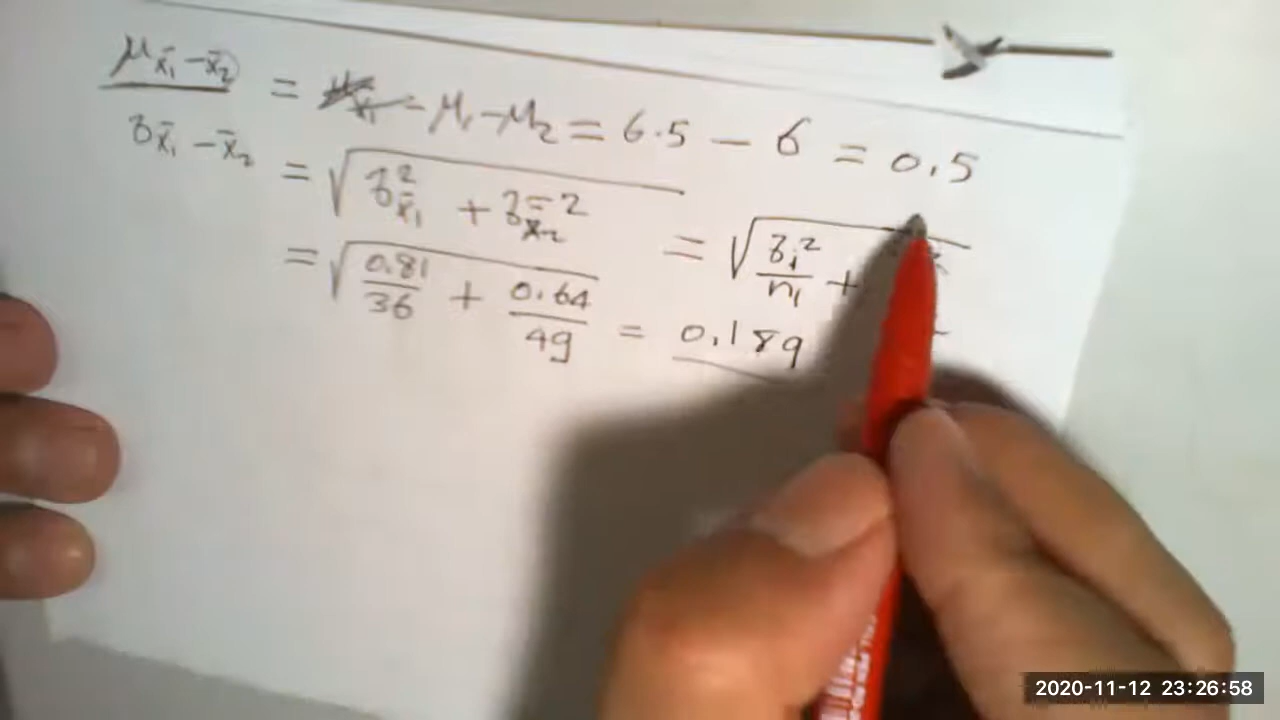 μx̄₁−x̄₂ = − μ₁−μ₂ = 6.5 − 6 = 0.5
σx̄₁−x̄₂ = √(σ²x̄₁ + σ²x̄₂) = √(σ₁²/n₁ +
= √(0.81/36 + 0.64/49) = 0.189
2020-11-12 23:26:58